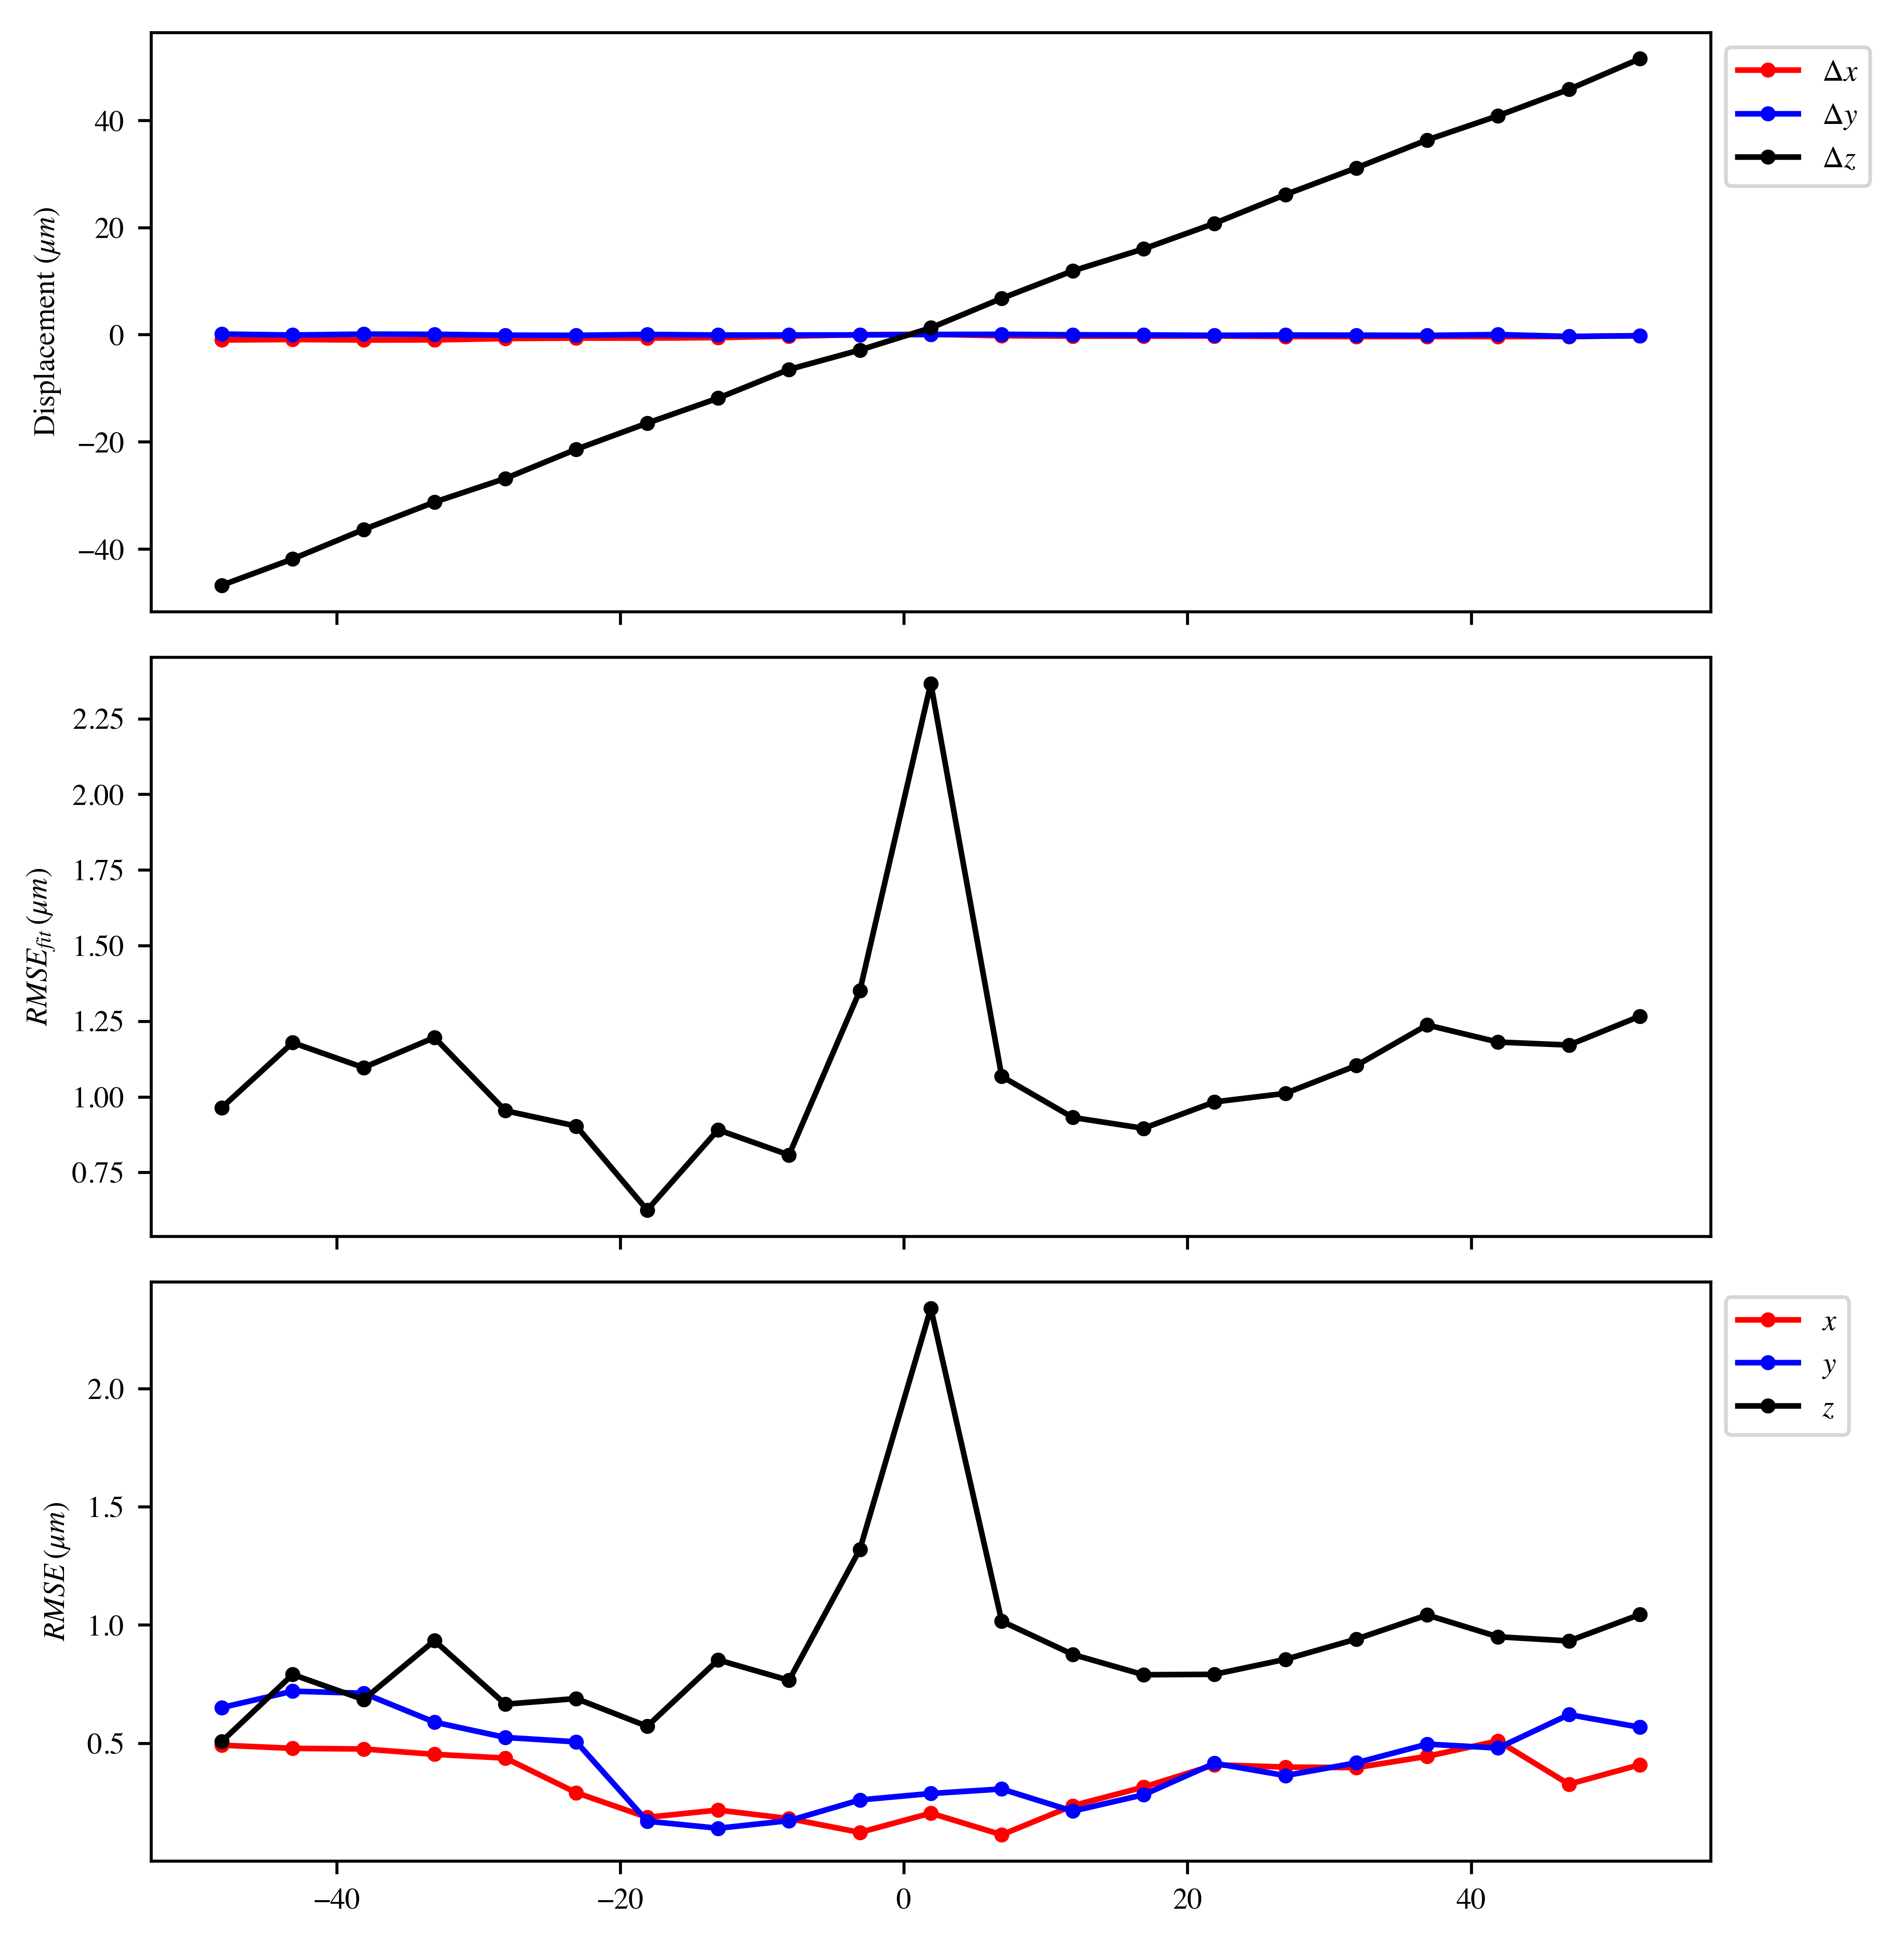 Displacement (μm)
40
20
0
−20
−40
Δx
Δy
Δz
RMSE_fit (μm)
2.25
2.00
1.75
1.50
1.25
1.00
0.75
RMSE (μm)
2.0
1.5
1.0
0.5
x
y
z
−40 −20 0 20 40